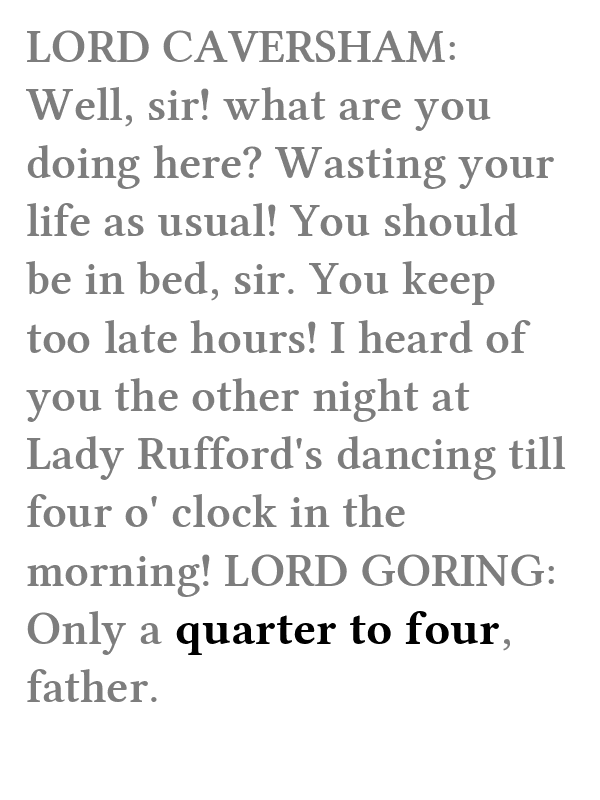 LORD CAVERSHAM:
Well, sir! what are you
doing here? Wasting your
life as usual! You should
be in bed, sir. You keep
too late hours! I heard of
you the other night at
Lady Rufford's dancing till
four o' clock in the
morning! LORD GORING:
Only a quarter to four,
father.